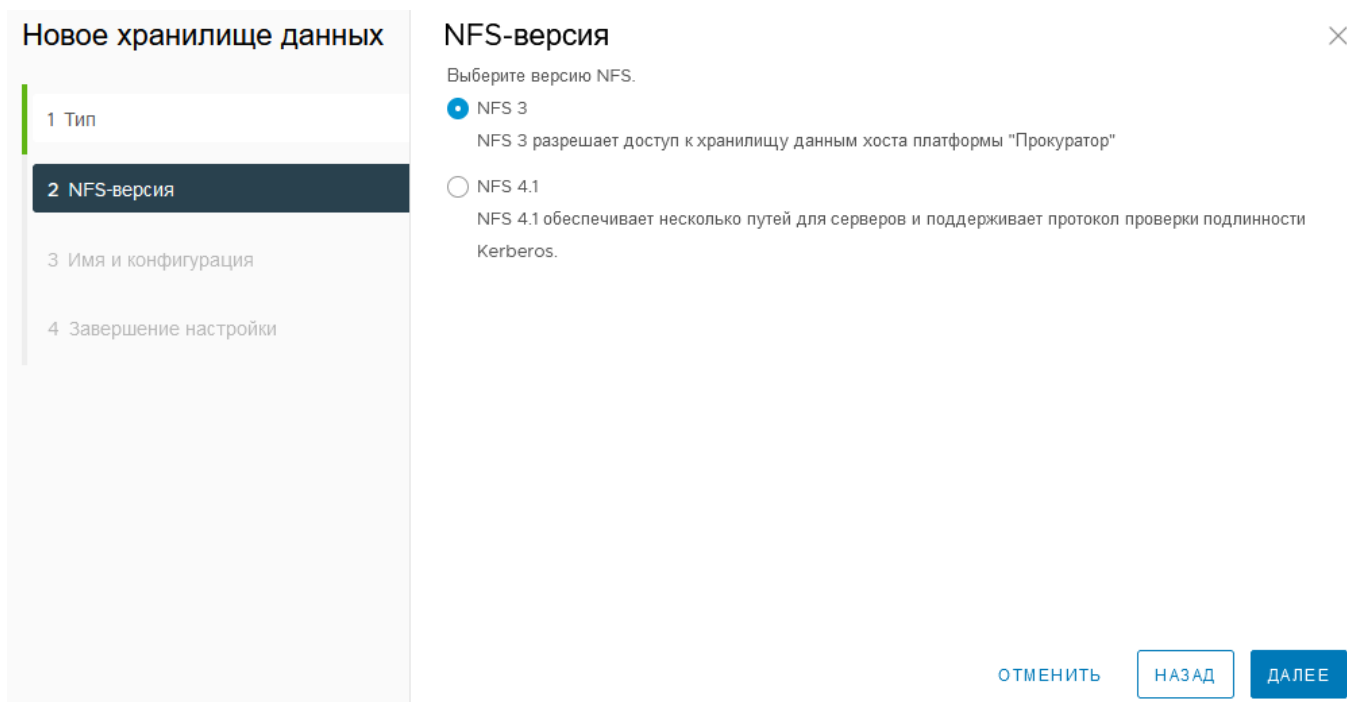 Новое хранилище данных
1 Тип
2 NFS-версия
3 Имя и конфигурация
4 Завершение настройки
NFS-версия
Выберите версию NFS.
NFS 3
NFS 3 разрешает доступ к хранилищу данным хоста платформы "Прокуратор"
NFS 4.1
NFS 4.1 обеспечивает несколько путей для серверов и поддерживает протокол проверки подлинности
Kerberos.
ОТМЕНИТЬ
НАЗАД
ДАЛЕЕ